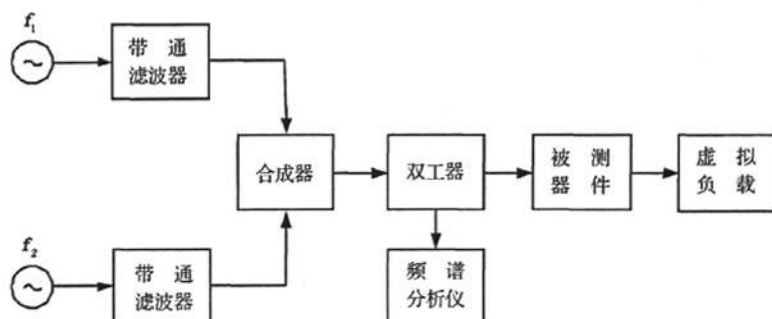 f₁
带 通
滤波器
合成器
双工器
被 测
器 件
虚 拟
负 载
f₂
带 通
滤波器
频 谱
分析仪